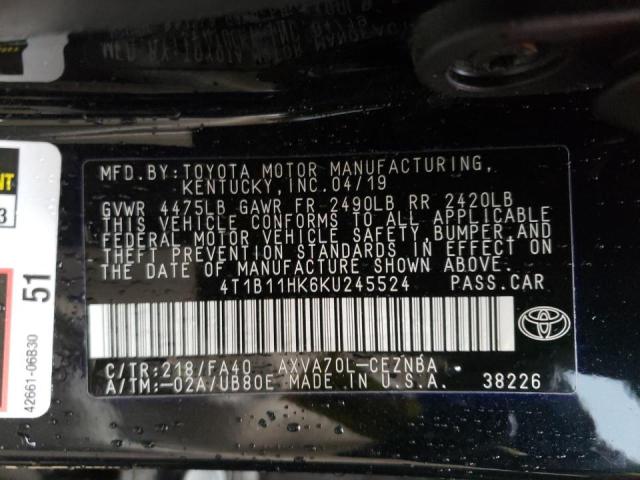 MFD.BY:TOYOTA MOTOR MANUFACTURING,
KENTUCKY, INC.04/19
GVWR 4475LB GAWR FR 2490LB RR 2420LB
THIS VEHICLE CONFORMS TO ALL APPLICABLE
FEDERAL MOTOR VEHICLE SAFETY, BUMPER, AND
THEFT PREVENTION STANDARDS IN EFFECT ON
THE DATE OF MANUFACTURE SHOWN ABOVE.
4T1B11HK6KU245524 PASS.CAR
C/TR:218/FA40 AXVA70L-CEZNBA
A/TM:-02A/UB80E MADE IN U.S.A. 38226
51
42661-06B30
3